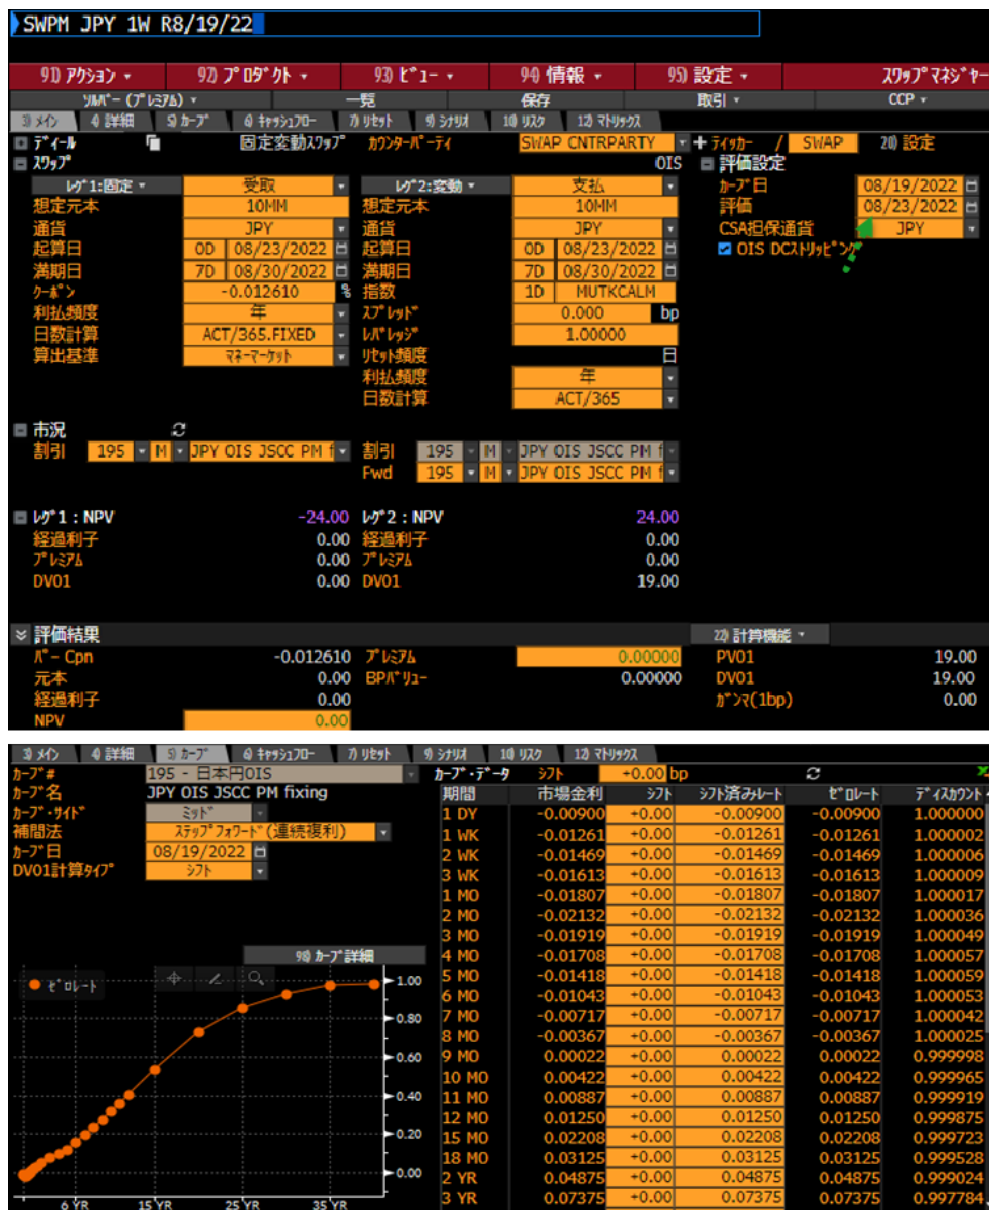 SWPM JPY 1W R8/19/22
91) アクション 92) プロダクト 93) ビュー 94) 情報 95) 設定 スワップマネジャー
ソルバー (プレミアム) 一覧 保存 取引 CCP
3) メイン 4) 詳細 5) カーブ 6) キャッシュフロー 7) リセット 9) シナリオ 10) リスク 12) マトリックス
ディール 固定変動スワップ カウンターパーティ SWAP CNTRPARTY ティッカー / SWAP 20) 設定
スワップ OIS 評価設定
レグ1:固定 受取 レグ2:変動 支払 カーブ日 08/19/2022
想定元本 10MM 想定元本 10MM 評価 08/23/2022
通貨 JPY 通貨 JPY CSA担保通貨 JPY
起算日 0D 08/23/2022 起算日 0D 08/23/2022 OIS DCストリッピング
満期日 7D 08/30/2022 満期日 7D 08/30/2022
クーポン -0.012610 % 指数 1D MUTKCALM
利払頻度 年 スプレッド 0.000 bp
日数計算 ACT/365.FIXED レバレッジ 1.00000
算出基準 マネーマーケット リセット頻度 日
利払頻度 年
日数計算 ACT/365
市況
割引 195 M JPY OIS JSCC PM f 割引 195 M JPY OIS JSCC PM f
Fwd 195 M JPY OIS JSCC PM f
レグ1 : NPV -24.00 レグ2 : NPV 24.00
経過利子 0.00 経過利子 0.00
プレミアム 0.00 プレミアム 0.00
DV01 0.00 DV01 19.00
評価結果 22) 計算機能
パー Cpn -0.012610 プレミアム 0.00000 PV01 19.00
元本 0.00 BPバリュー 0.00000 DV01 19.00
経過利子 0.00 ガンマ(1bp) 0.00
NPV 0.00
3) メイン 4) 詳細 5) カーブ 6) キャッシュフロー 7) リセット 9) シナリオ 10) リスク 12) マトリックス
カーブ# 195 - 日本円OIS カーブ・データ シフト +0.00 bp
カーブ名 JPY OIS JSCC PM fixing
カーブ・サイド ミッド
補間法 ステップフォワード(連続複利)
カーブ日 08/19/2022
DV01計算タイプ シフト
98) カーブ詳細
ゼロレート
1.00
0.80
0.60
0.40
0.20
0.00
6 YR 15 YR 25 YR 35 YR
期間 市場金利 シフト シフト済みレート ゼロレート ディスカウント
1 DY -0.00900 +0.00 -0.00900 -0.00900 1.000000
1 WK -0.01261 +0.00 -0.01261 -0.01261 1.000002
2 WK -0.01469 +0.00 -0.01469 -0.01469 1.000006
3 WK -0.01613 +0.00 -0.01613 -0.01613 1.000009
1 MO -0.01807 +0.00 -0.01807 -0.01807 1.000017
2 MO -0.02132 +0.00 -0.02132 -0.02132 1.000036
3 MO -0.01919 +0.00 -0.01919 -0.01919 1.000049
4 MO -0.01708 +0.00 -0.01708 -0.01708 1.000057
5 MO -0.01418 +0.00 -0.01418 -0.01418 1.000059
6 MO -0.01043 +0.00 -0.01043 -0.01043 1.000053
7 MO -0.00717 +0.00 -0.00717 -0.00717 1.000042
8 MO -0.00367 +0.00 -0.00367 -0.00367 1.000025
9 MO 0.00022 +0.00 0.00022 0.00022 0.999998
10 MO 0.00422 +0.00 0.00422 0.00422 0.999965
11 MO 0.00887 +0.00 0.00887 0.00887 0.999919
12 MO 0.01250 +0.00 0.01250 0.01250 0.999875
15 MO 0.02208 +0.00 0.02208 0.02208 0.999723
18 MO 0.03125 +0.00 0.03125 0.03125 0.999528
2 YR 0.04875 +0.00 0.04875 0.04875 0.999024
3 YR 0.07375 +0.00 0.07375 0.07375 0.997784